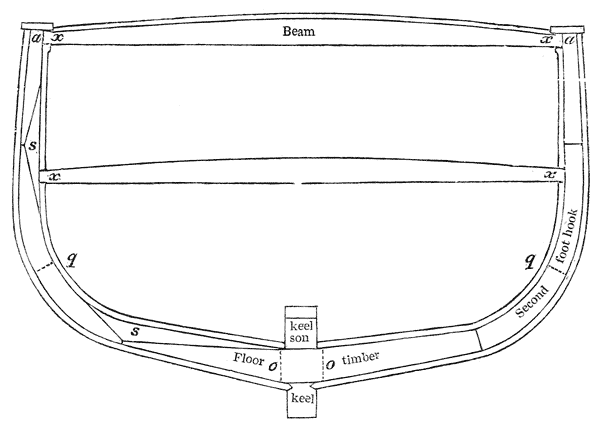 a x Beam x a
s
x x
q q
foot hook
Second
s
keel
son
Floor o o timber
keel